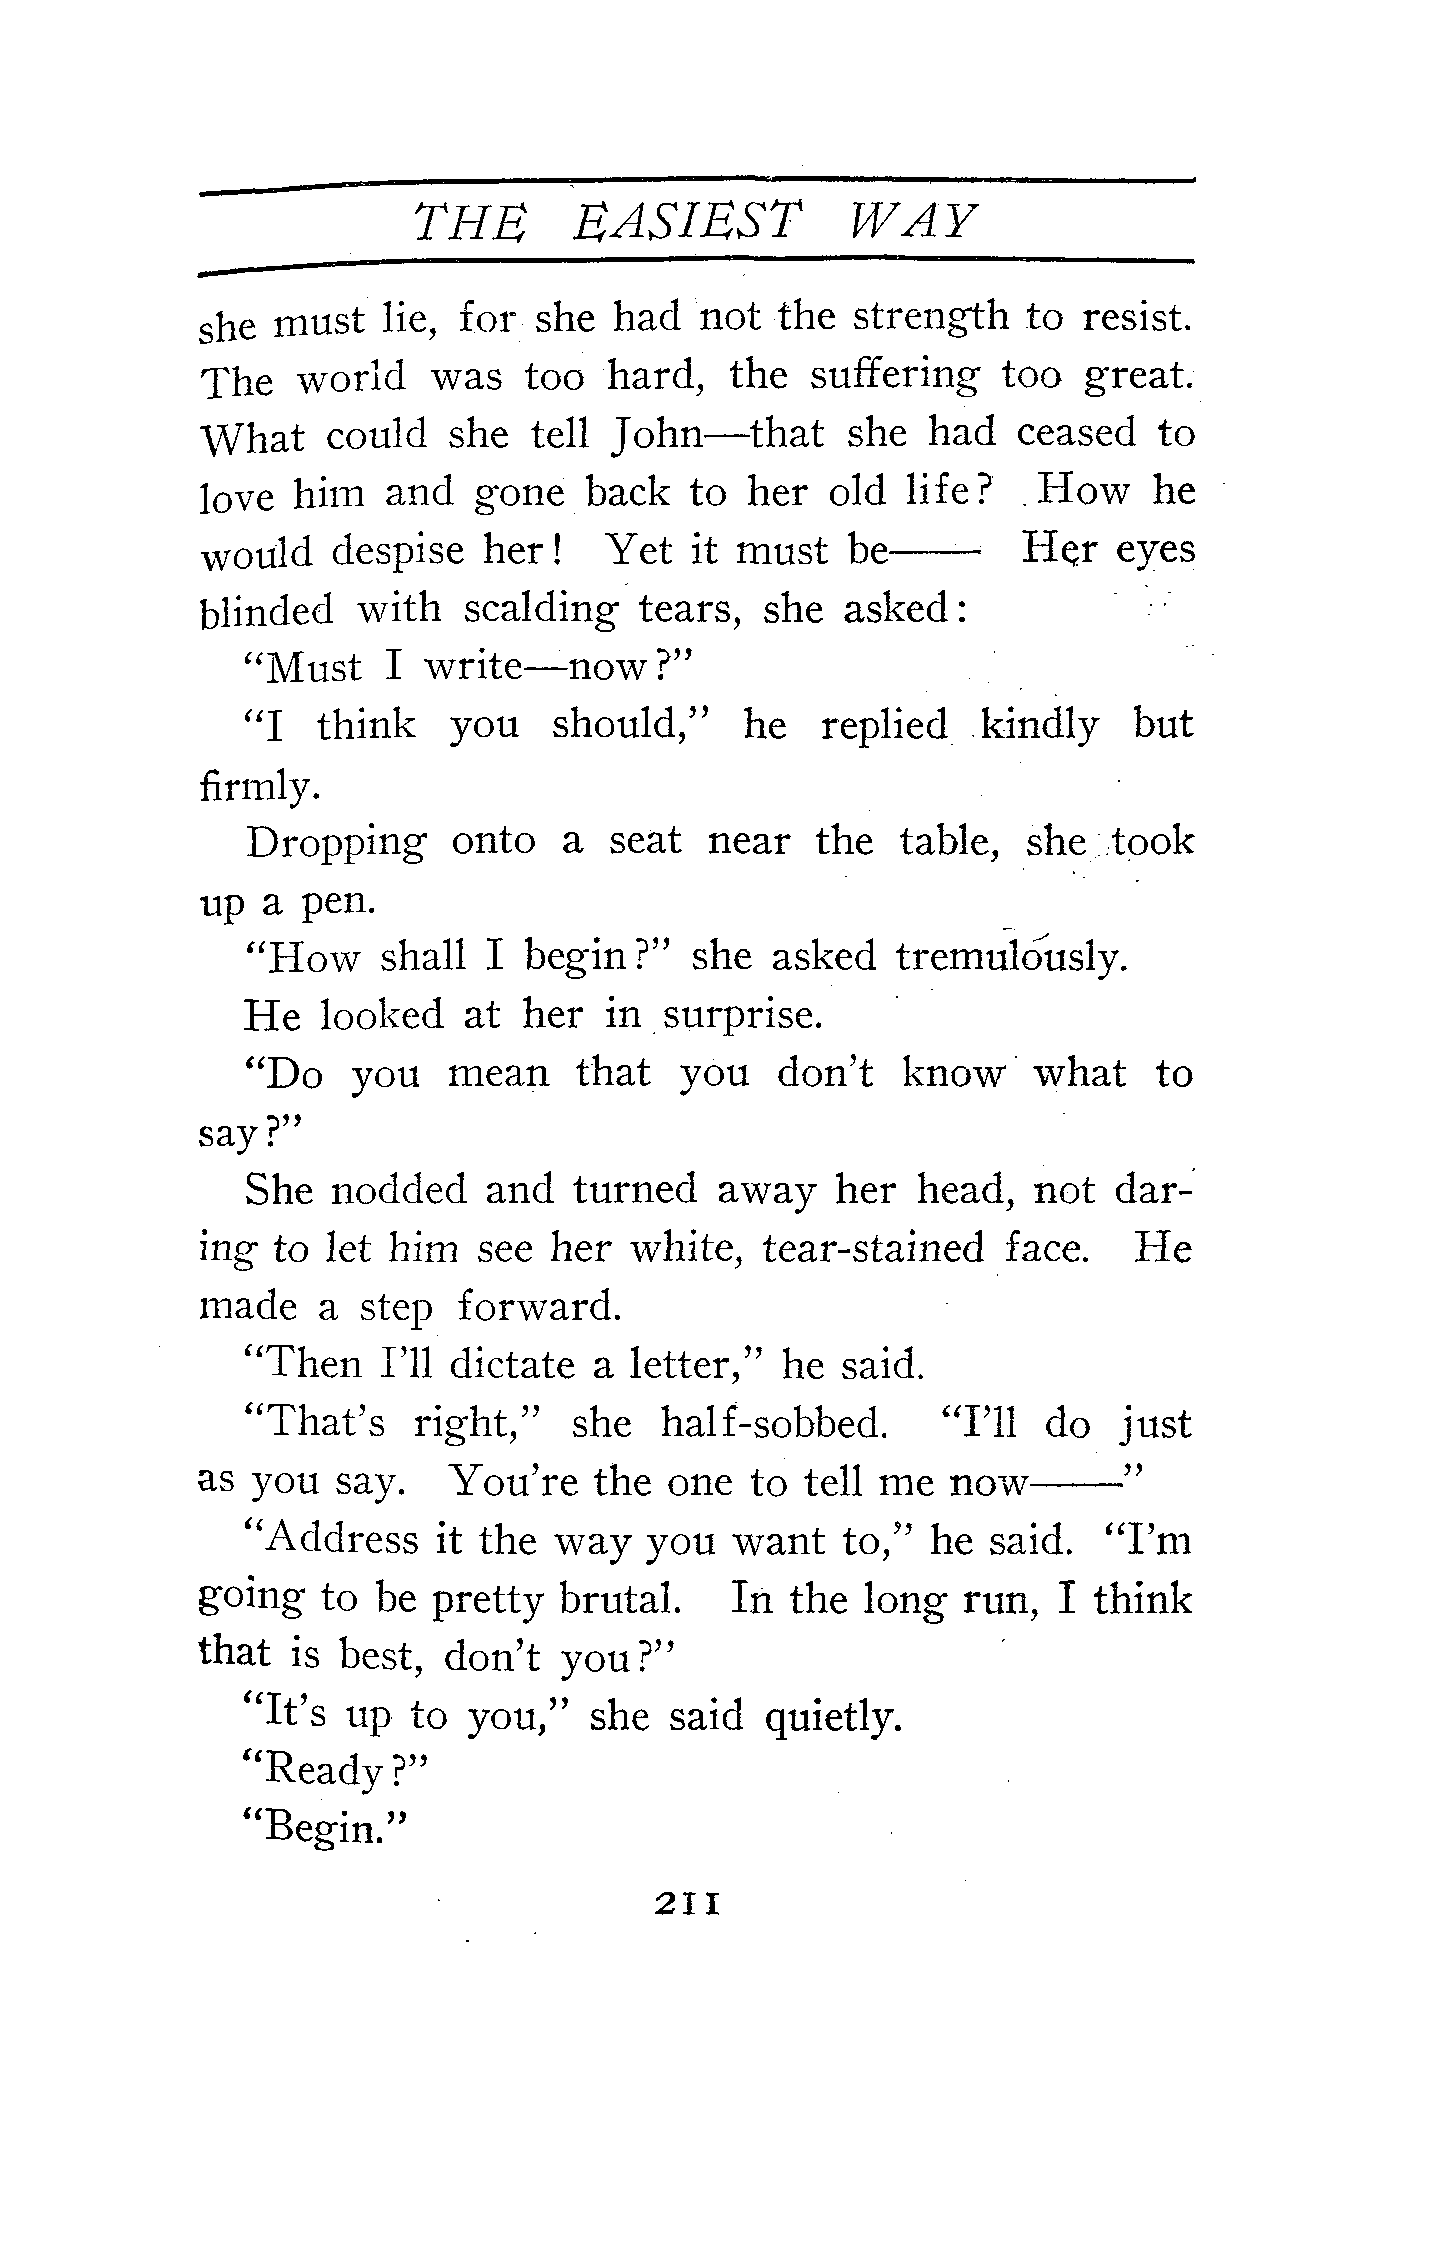 THE EASIEST WAY
she must lie, for she had not the strength to resist.
The world was too hard, the suffering too great.
What could she tell John—that she had ceased to
love him and gone back to her old life? How he
would despise her! Yet it must be—— Her eyes
blinded with scalding tears, she asked:
“Must I write—now?”
“I think you should,” he replied kindly but
firmly.
Dropping onto a seat near the table, she took
up a pen.
“How shall I begin?” she asked tremulously.
He looked at her in surprise.
“Do you mean that you don’t know what to
say?”
She nodded and turned away her head, not dar-
ing to let him see her white, tear-stained face. He
made a step forward.
“Then I’ll dictate a letter,” he said.
“That’s right,” she half-sobbed. “I’ll do just
as you say. You’re the one to tell me now——”
“Address it the way you want to,” he said. “I’m
going to be pretty brutal. In the long run, I think
that is best, don’t you?”
“It’s up to you,” she said quietly.
“Ready?”
“Begin.”
211